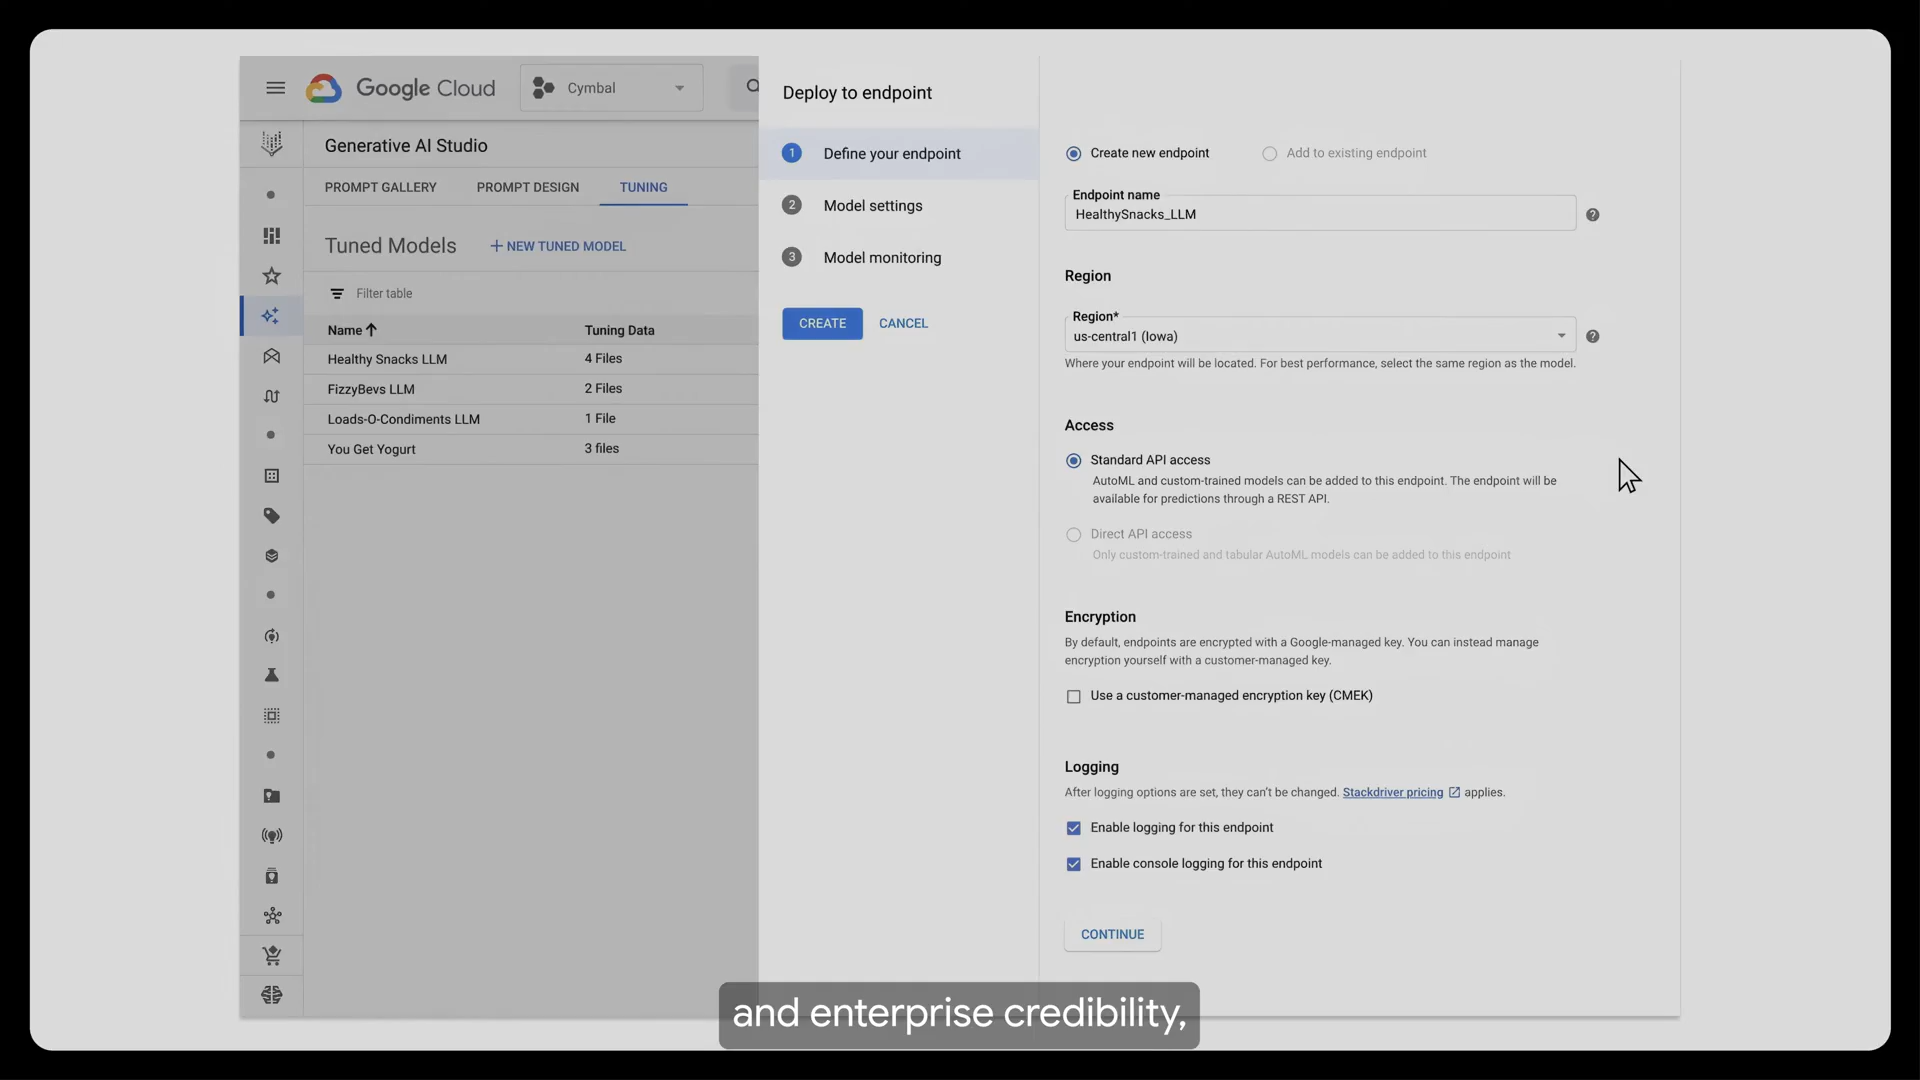 Google Cloud
Cymbal
Generative AI Studio
PROMPT GALLERY
PROMPT DESIGN
TUNING
Tuned Models
NEW TUNED MODEL
Filter table
Name
Tuning Data
Healthy Snacks LLM
4 Files
FizzyBevs LLM
2 Files
Loads-O-Condiments LLM
1 File
You Get Yogurt
3 files
Deploy to endpoint
1
Define your endpoint
2
Model settings
3
Model monitoring
CREATE
CANCEL
Create new endpoint
Add to existing endpoint
Endpoint name
HealthySnacks_LLM
Region
Region*
us-central1 (Iowa)
Where your endpoint will be located. For best performance, select the same region as the model.
Access
Standard API access
AutoML and custom-trained models can be added to this endpoint. The endpoint will be
available for predictions through a REST API.
Direct API access
Only custom-trained and tabular AutoML models can be added to this endpoint
Encryption
By default, endpoints are encrypted with a Google-managed key. You can instead manage
encryption yourself with a customer-managed key.
Use a customer-managed encryption key (CMEK)
Logging
After logging options are set, they can't be changed. Stackdriver pricing applies.
Enable logging for this endpoint
Enable console logging for this endpoint
CONTINUE
and enterprise credibility,